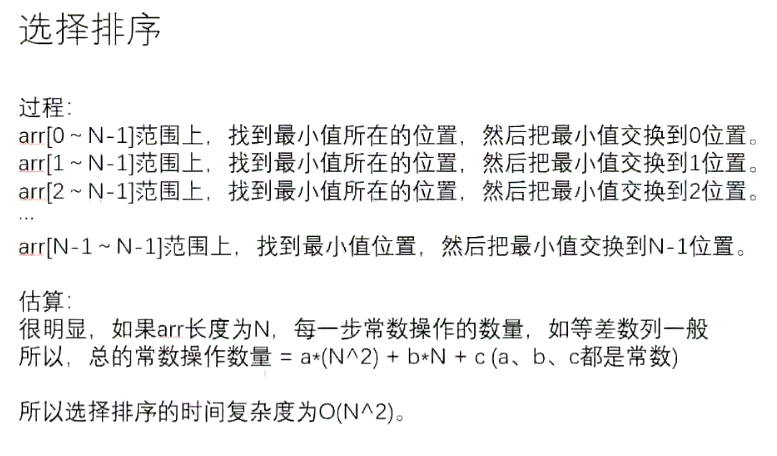 选择排序
过程：
arr[0～N-1]范围上，找到最小值所在的位置，然后把最小值交换到0位置。
arr[1～N-1]范围上，找到最小值所在的位置，然后把最小值交换到1位置。
arr[2～N-1]范围上，找到最小值所在的位置，然后把最小值交换到2位置。
…
arr[N-1～N-1]范围上，找到最小值位置，然后把最小值交换到N-1位置。
估算：
很明显，如果arr长度为N，每一步常数操作的数量，如等差数列一般
所以，总的常数操作数量 = a*(N^2) + b*N + c (a、b、c都是常数)
所以选择排序的时间复杂度为O(N^2)。